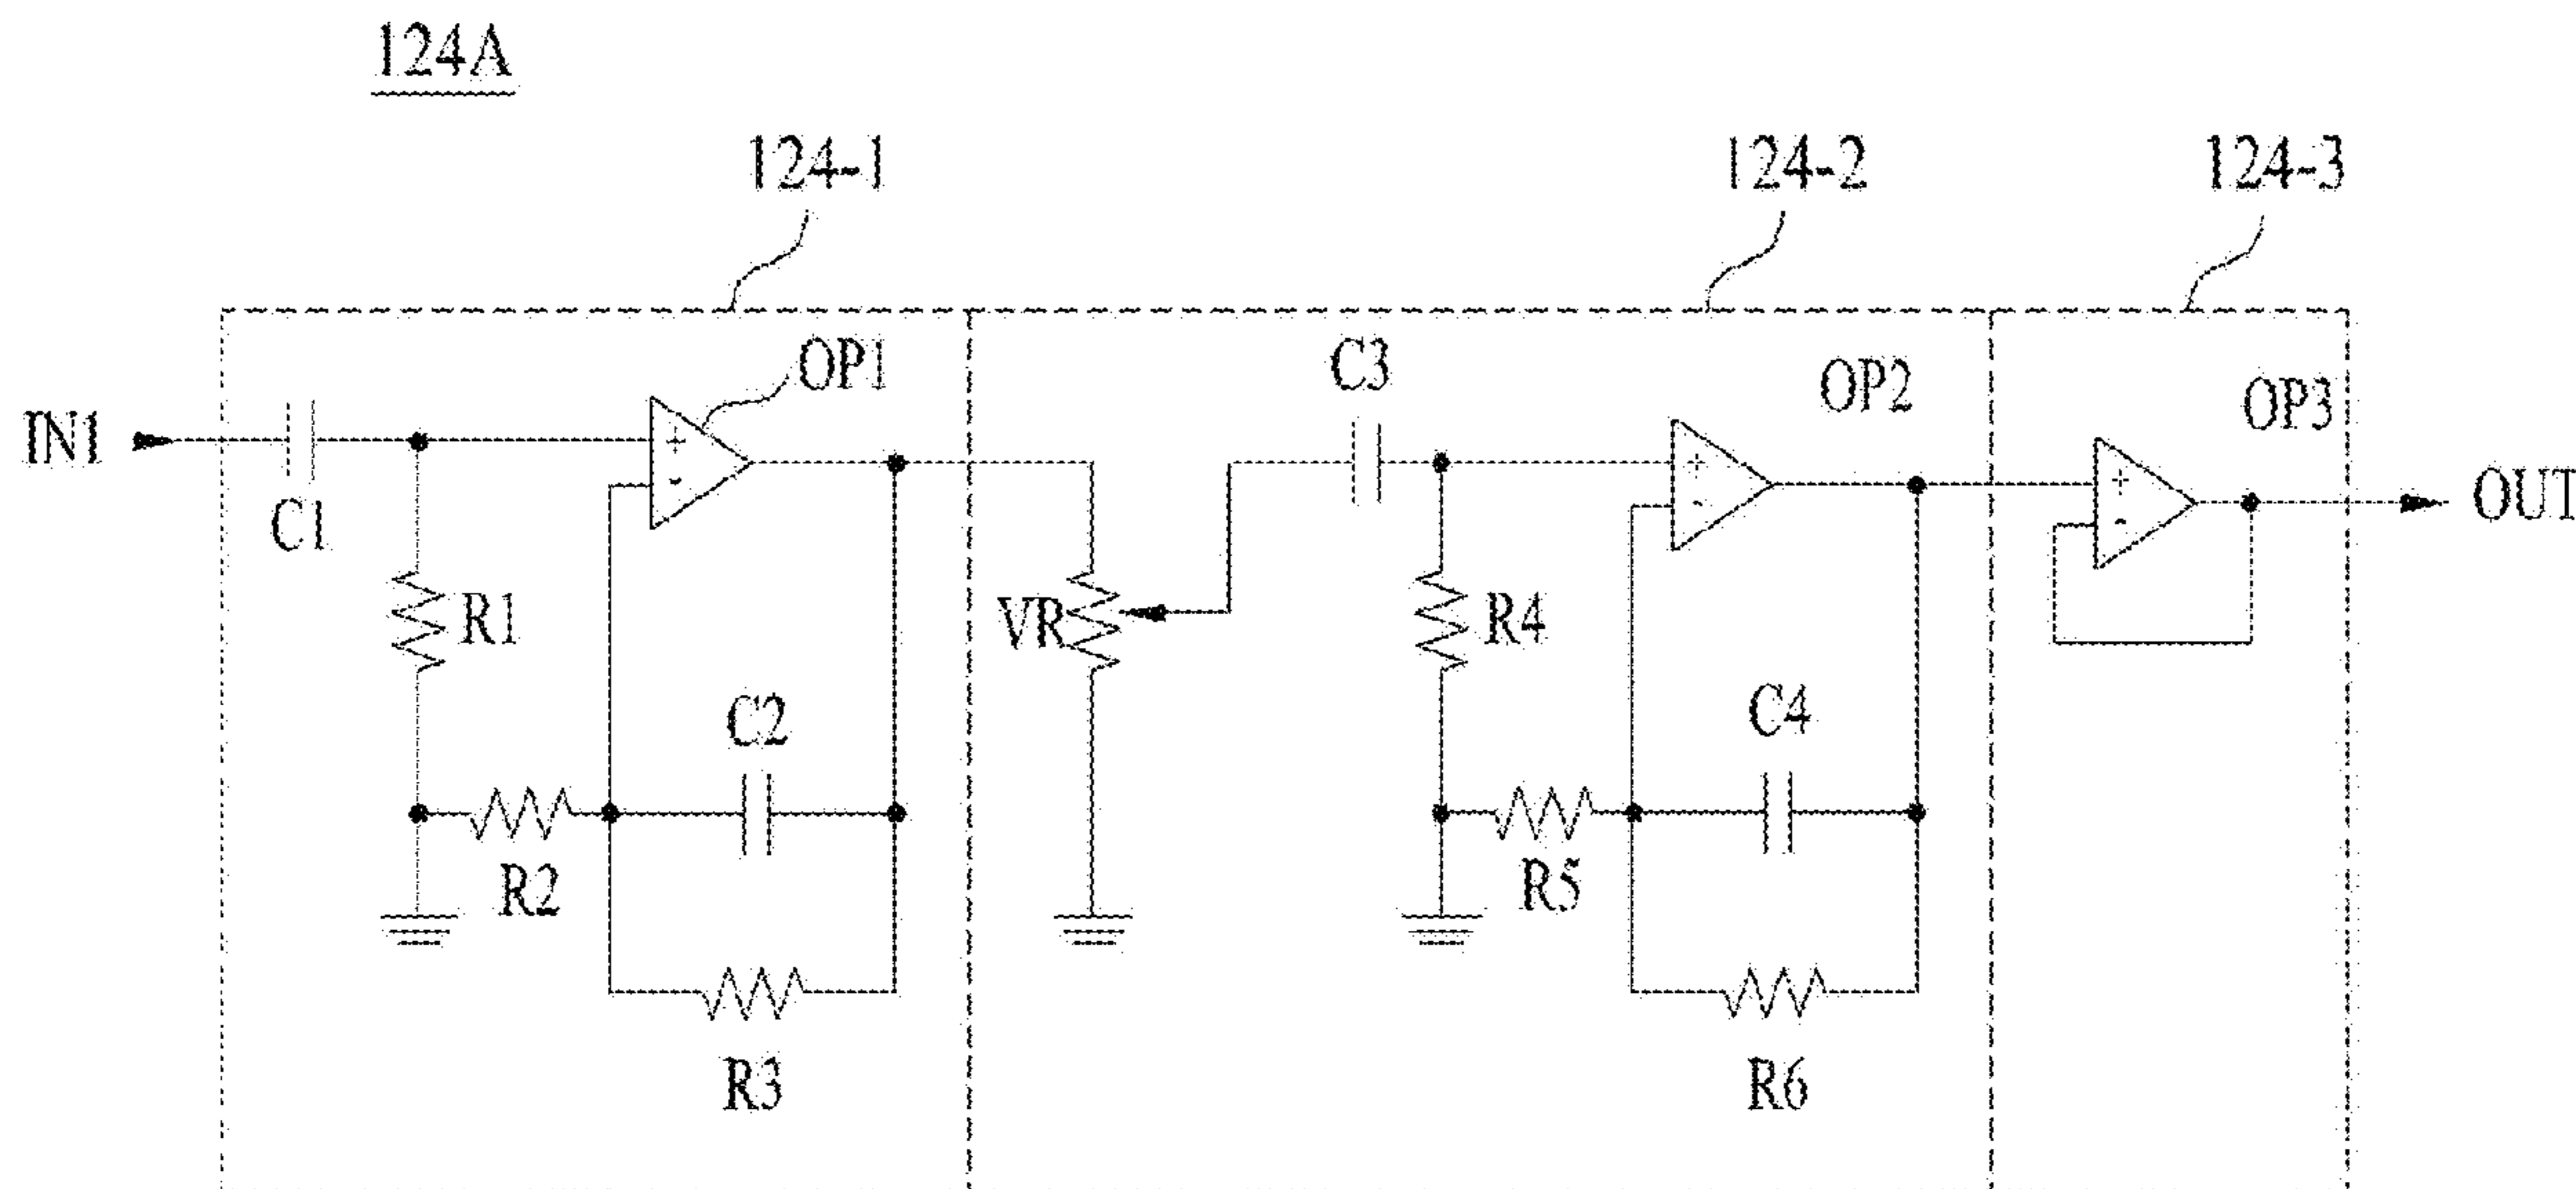 124A
124-1
124-2
124-3
OP1
C3
OP2
OP3
IN1
C1
+
-
+
-
+
-
OUT
R1
VR
R4
C2
C4
R2
R5
R3
R6